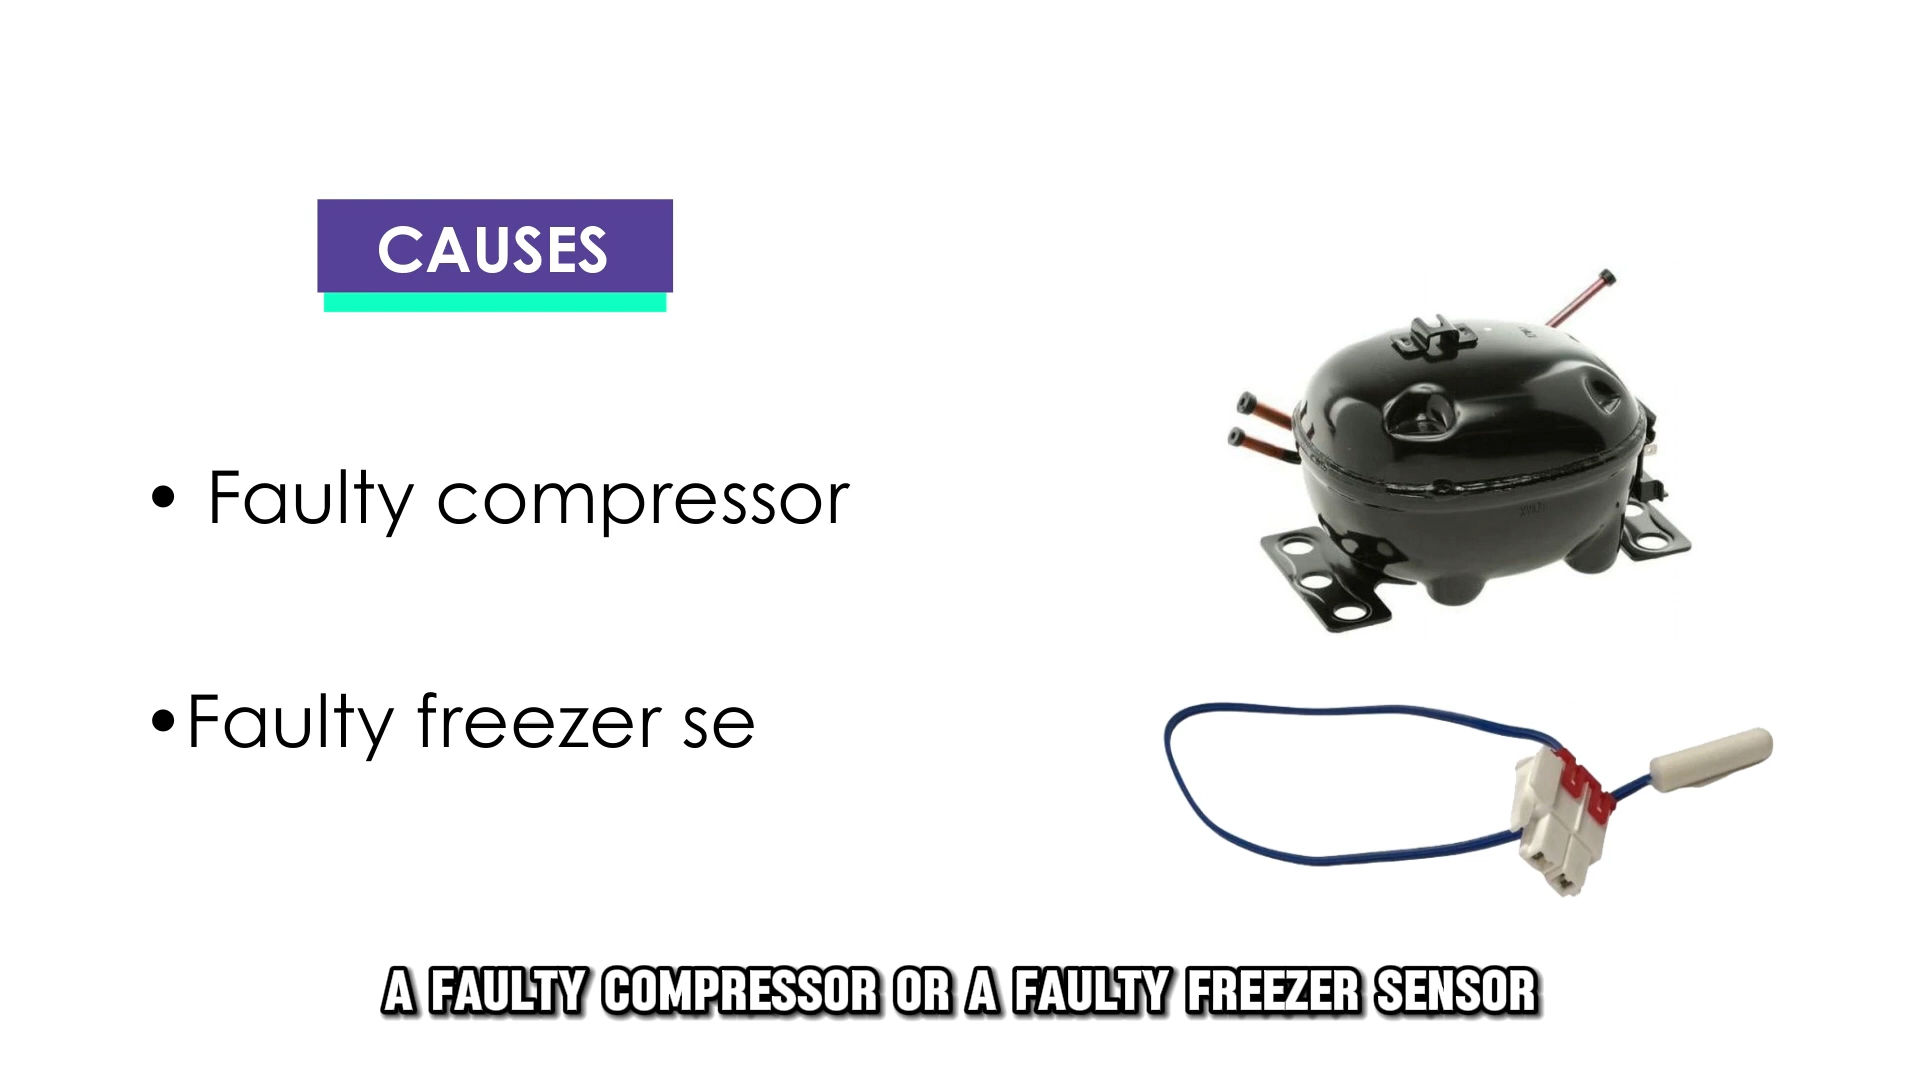 CAUSES
• Faulty compressor
•Faulty freezer se
A FAULTY COMPRESSOR OR A FAULTY FREEZER SENSOR